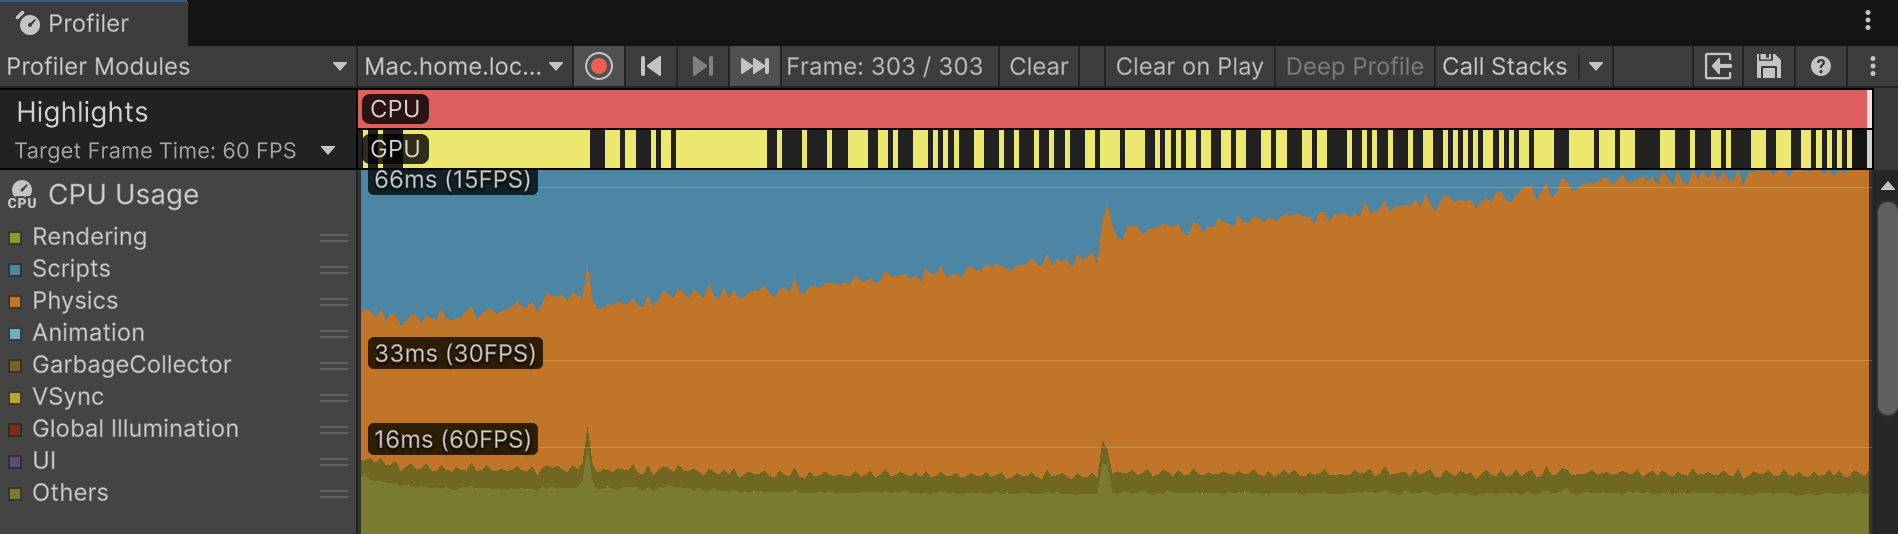 Profiler
Profiler Modules
Mac.home.loc...
Frame: 303 / 303
Clear
Clear on Play
Deep Profile
Call Stacks
Highlights
CPU
Target Frame Time: 60 FPS
GPU
66ms (15FPS)
CPU
CPU Usage
Rendering
Scripts
Physics
Animation
33ms (30FPS)
GarbageCollector
VSync
Global Illumination
16ms (60FPS)
UI
Others